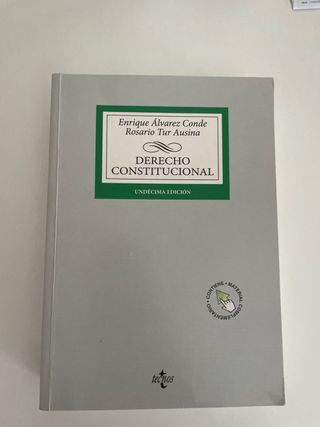 Enrique Álvarez Conde
Rosario Tur Ausina
DERECHO
CONSTITUCIONAL
UNDÉCIMA EDICIÓN
CONTIENE • MATERIAL COMPLEMENTARIO •
tecnos